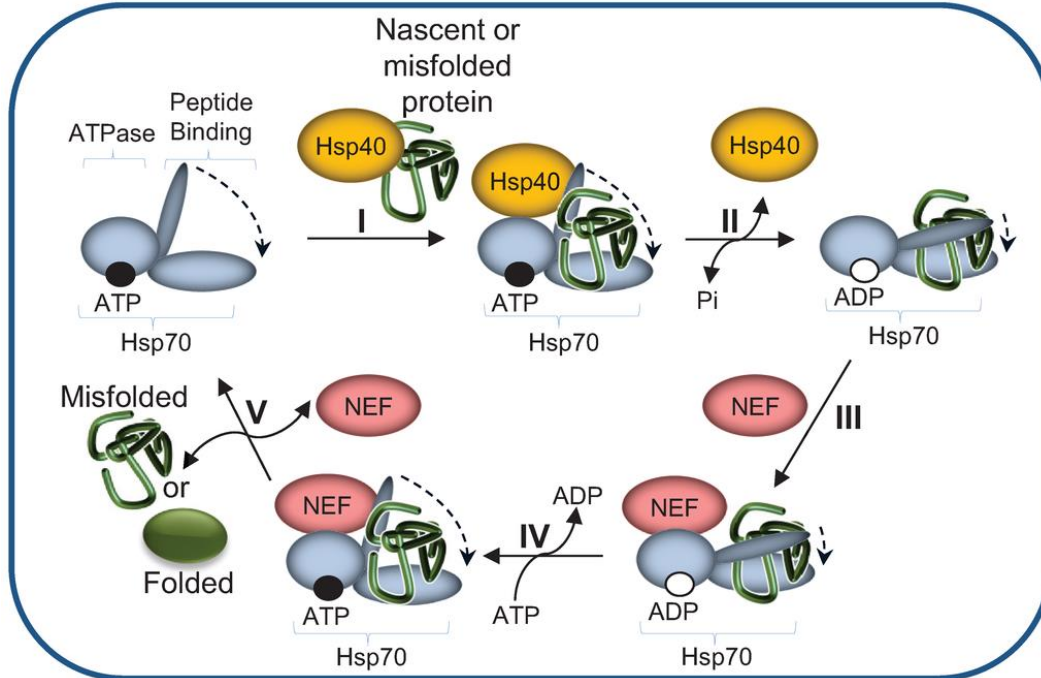 Nascent or
misfolded
protein
Peptide
ATPase Binding
Hsp40
Hsp40
Hsp40
I
II
ATP
ATP
Pi
ADP
Hsp70
Hsp70
Hsp70
Misfolded
V
NEF
NEF
III
or
NEF
ADP
NEF
IV
Folded
ATP
ATP
ADP
Hsp70
Hsp70